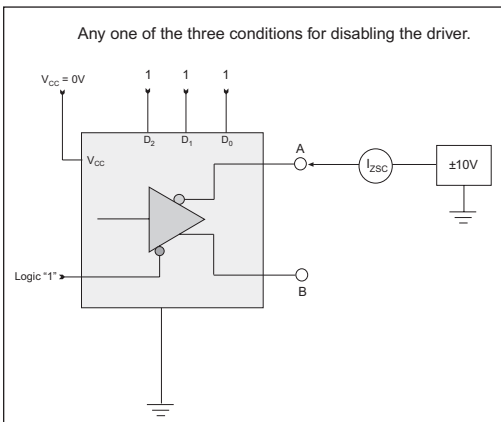 Any one of the three conditions for disabling the driver.
V_CC = 0V
1 1 1
D_2 D_1 D_0
V_CC
A
I_ZSC
±10V
Logic “1”
B